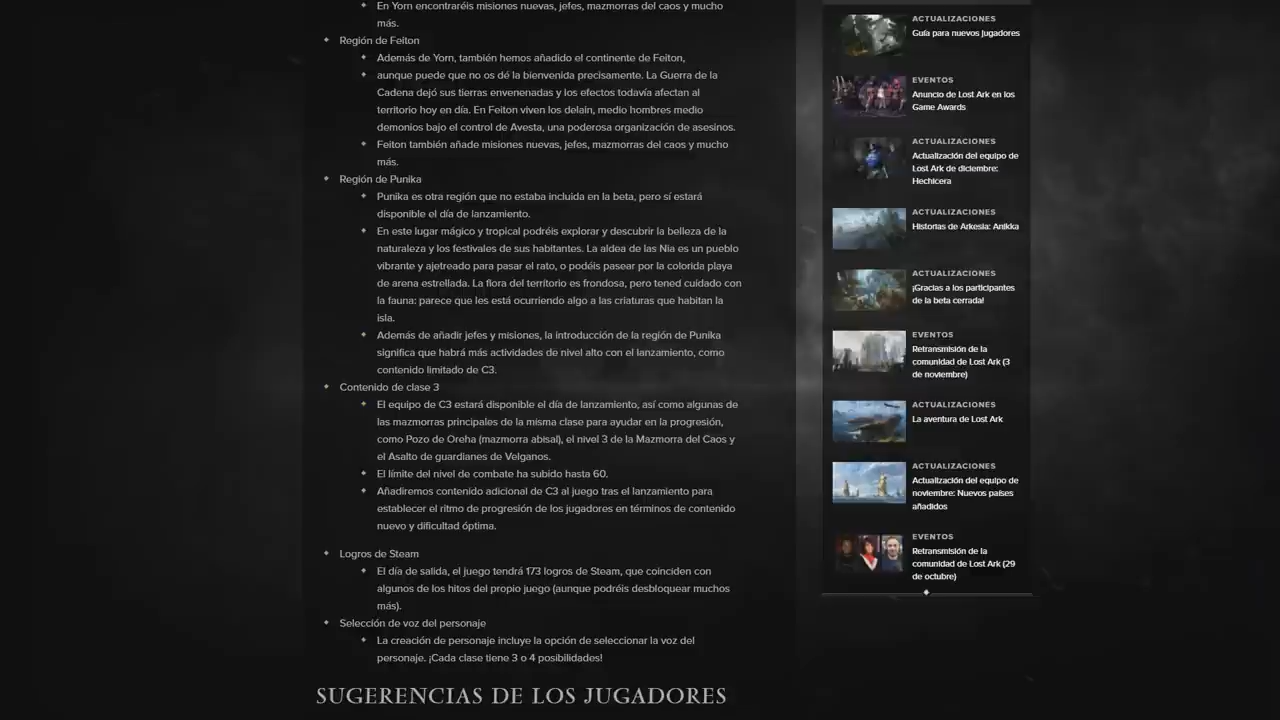 En Yorn encontraréis misiones nuevas, jefes, mazmorras del caos y mucho
más.
Región de Feiton
Además de Yorn, también hemos añadido el continente de Feiton,
aunque puede que no os dé la bienvenida precisamente. La Guerra de la
Cadena dejó sus tierras envenenadas y los efectos todavía afectan al
territorio hoy en día. En Feiton viven los delain, medio hombres medio
demonios bajo el control de Avesta, una poderosa organización de asesinos.
Feiton también añade misiones nuevas, jefes, mazmorras del caos y mucho
más.
Región de Punika
Punika es otra región que no estaba incluida en la beta, pero sí estará
disponible el día de lanzamiento.
En este lugar mágico y tropical podréis explorar y descubrir la belleza de la
naturaleza y los festivales de sus habitantes. La aldea de las Nia es un pueblo
vibrante y ajetreado para pasar el rato, o podéis pasear por la colorida playa
de arena estrellada. La flora del territorio es frondosa, pero tened cuidado con
la fauna: parece que les está ocurriendo algo a las criaturas que habitan la
isla.
Además de añadir jefes y misiones, la introducción de la región de Punika
significa que habrá más actividades de nivel alto con el lanzamiento, como
contenido limitado de C3.
Contenido de clase 3
El equipo de C3 estará disponible el día de lanzamiento, así como algunas de
las mazmorras principales de la misma clase para ayudar en la progresión,
como Pozo de Oreha (mazmorra abisal), el nivel 3 de la Mazmorra del Caos y
el Asalto de guardianes de Velganos.
El límite del nivel de combate ha subido hasta 60.
Añadiremos contenido adicional de C3 al juego tras el lanzamiento para
establecer el ritmo de progresión de los jugadores en términos de contenido
nuevo y dificultad óptima.
Logros de Steam
El día de salida, el juego tendrá 173 logros de Steam, que coinciden con
algunos de los hitos del propio juego (aunque podréis desbloquear muchos
más).
Selección de voz del personaje
La creación de personaje incluye la opción de seleccionar la voz del
personaje. ¡Cada clase tiene 3 o 4 posibilidades!
SUGERENCIAS DE LOS JUGADORES
ACTUALIZACIONES
Guía para nuevos jugadores
EVENTOS
Anuncio de Lost Ark en los
Game Awards
ACTUALIZACIONES
Actualización del equipo de
Lost Ark de diciembre:
Hechicera
ACTUALIZACIONES
Historias de Arkesia: Anikka
ACTUALIZACIONES
¡Gracias a los participantes
de la beta cerrada!
EVENTOS
Retransmisión de la
comunidad de Lost Ark (3
de noviembre)
ACTUALIZACIONES
La aventura de Lost Ark
ACTUALIZACIONES
Actualización del equipo de
noviembre: Nuevos países
añadidos
EVENTOS
Retransmisión de la
comunidad de Lost Ark (29
de octubre)